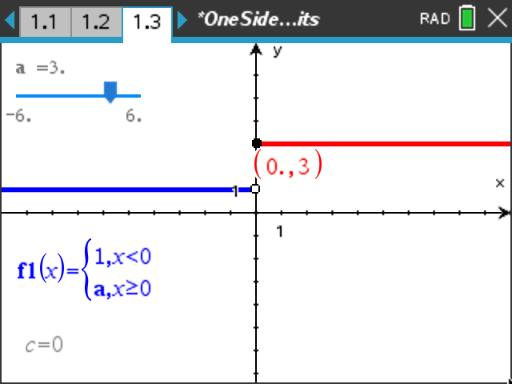 1.1 1.2 1.3 *OneSide...its RAD
a =3.
-6. 6.
y
(0.,3)
1
x
1
f1(x)={1,x<0
a,x≥0
c=0